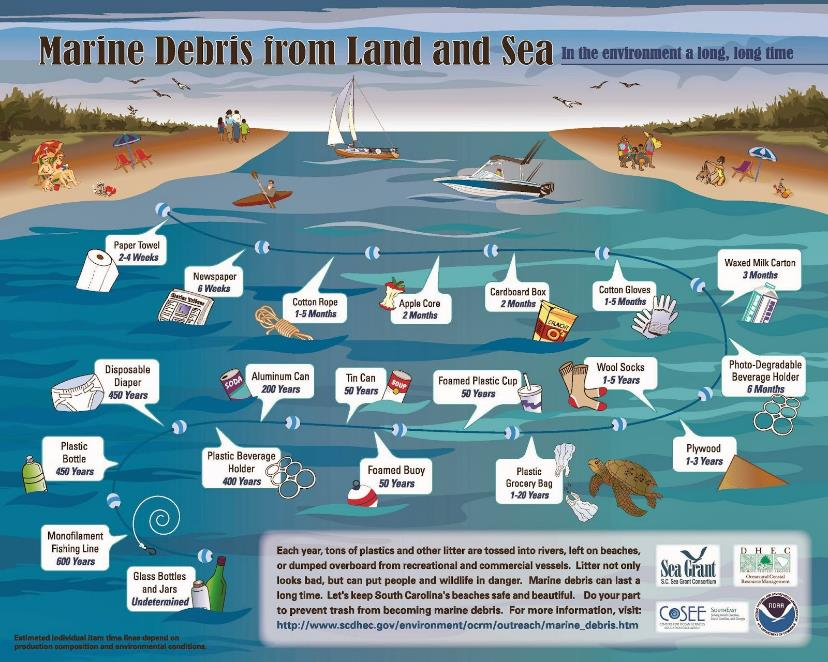 Marine Debris from Land and Sea
In the environment a long, long time
Paper Towel
2-4 Weeks
Newspaper
6 Weeks
Cotton Rope
1-5 Months
Apple Core
2 Months
Cardboard Box
2 Months
Cotton Gloves
1-5 Months
Waxed Milk Carton
3 Months
Photo-Degradable
Beverage Holder
6 Months
Plywood
1-3 Years
Wool Socks
1-5 Years
Plastic
Grocery Bag
1-20 Years
Foamed Plastic Cup
50 Years
Foamed Buoy
50 Years
Tin Can
50 Years
SOUP
Aluminum Can
200 Years
SODA
Plastic Beverage
Holder
400 Years
Disposable
Diaper
450 Years
Plastic
Bottle
450 Years
Monofilament
Fishing Line
600 Years
Glass Bottles
and Jars
Undetermined
Each year, tons of plastics and other litter are tossed into rivers, left on beaches,
or dumped overboard from recreational and commercial vessels. Litter not only
looks bad, but can put people and wildlife in danger. Marine debris can last a
long time. Let's keep South Carolina's beaches safe and beautiful. Do your part
to prevent trash from becoming marine debris. For more information, visit:
http://www.scdhec.gov/environment/ocrm/outreach/marine_debris.htm
Sea Grant
S.C. Sea Grant Consortium
DHEC
Ocean and Coastal
Resource Management
COSEE
SOUTHEAST
NOAA
Estimated individual item time lines depend on
production composition and environmental conditions.